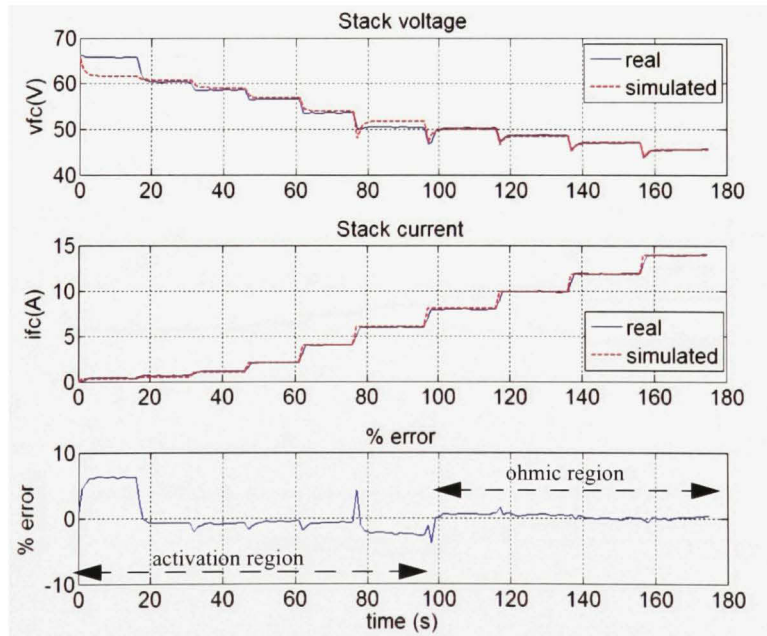 Stack voltage
vfc(V)
70
60
50
40
real
simulated
0 20 40 60 80 100 120 140 160 180
Stack current
ifc(A)
15
10
5
0
real
simulated
0 20 40 60 80 100 120 140 160 180
% error
% error
10
0
-10
ohmic region
activation region
0 20 40 60 80 100 120 140 160 180
time (s)